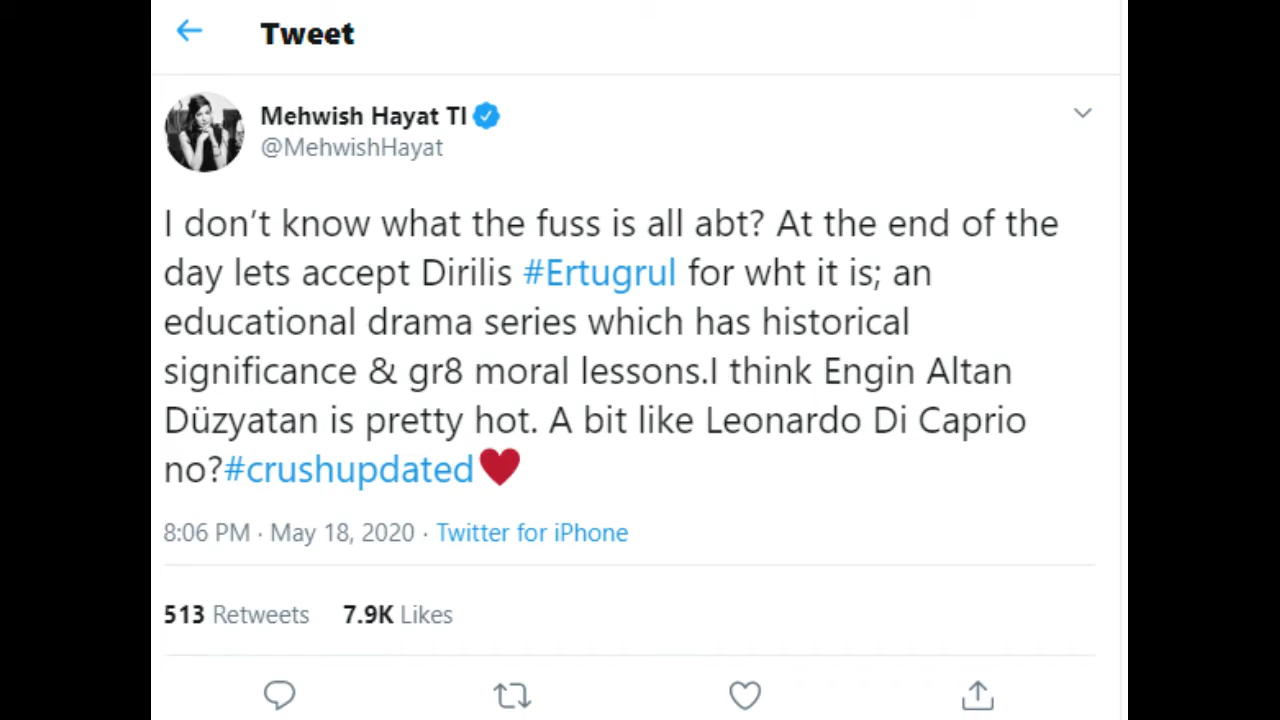 Tweet
Mehwish Hayat TI
@MehwishHayat
I don’t know what the fuss is all abt? At the end of the
day lets accept Dirilis #Ertugrul for wht it is; an
educational drama series which has historical
significance & gr8 moral lessons.I think Engin Altan
Düzyatan is pretty hot. A bit like Leonardo Di Caprio
no?#crushupdated❤
8:06 PM · May 18, 2020 · Twitter for iPhone
513 Retweets 7.9K Likes